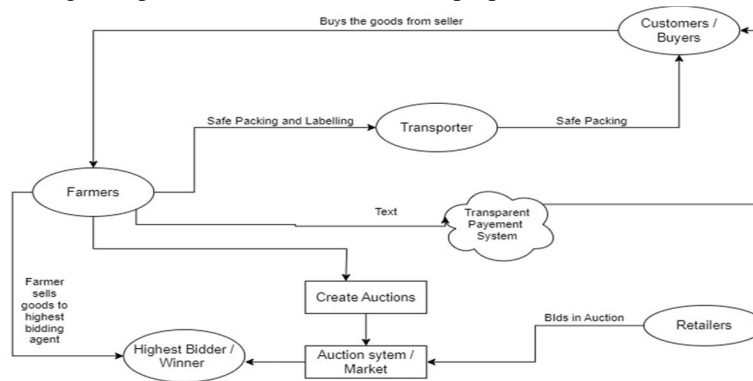 Buys the goods from seller
Customers /
Buyers
Safe Packing and Labelling
Transporter
Safe Packing
Farmers
Text
Transparent
Payement
System
Farmer
sells
goods to
highest
bidding
agent
Create Auctions
BIds in Auction
Retailers
Highest Bidder /
Winner
Auction sytem /
Market